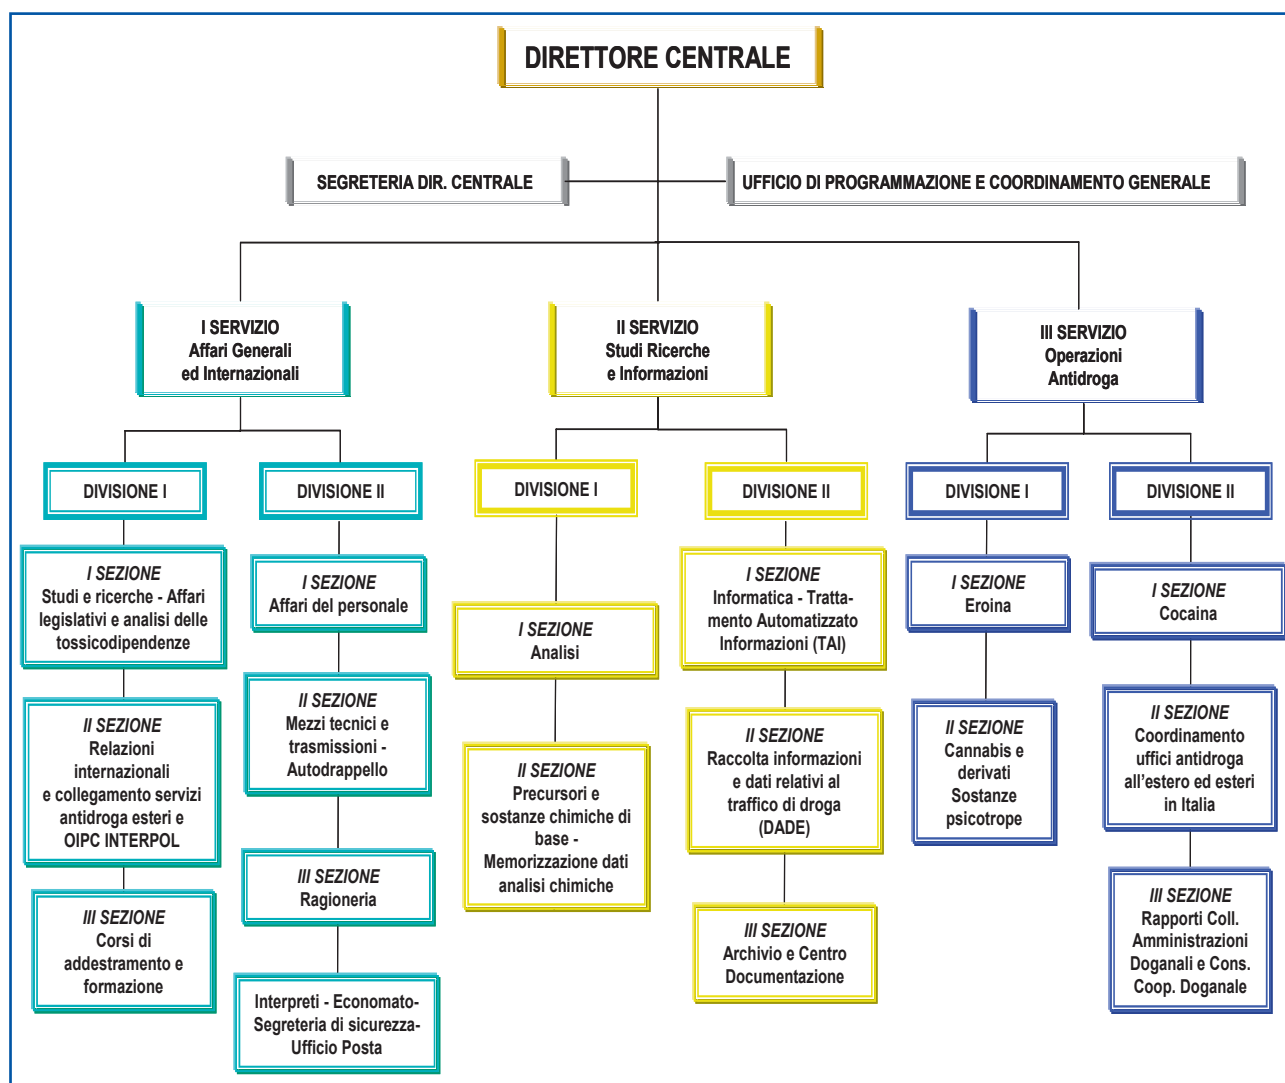 DIRETTORE CENTRALE
SEGRETERIA DIR. CENTRALE
UFFICIO DI PROGRAMMAZIONE E COORDINAMENTO GENERALE
I SERVIZIO
Affari Generali
ed Internazionali
II SERVIZIO
Studi Ricerche
e Informazioni
III SERVIZIO
Operazioni
Antidroga
DIVISIONE I
DIVISIONE II
DIVISIONE I
DIVISIONE II
DIVISIONE I
DIVISIONE II
I SEZIONE
Studi e ricerche - Affari
legislativi e analisi delle
tossicodipendenze
II SEZIONE
Relazioni
internazionali
e collegamento servizi
antidroga esteri e
OIPC INTERPOL
III SEZIONE
Corsi di
addestramento e
formazione
I SEZIONE
Affari del personale
II SEZIONE
Mezzi tecnici e
trasmissioni -
Autodrappello
III SEZIONE
Ragioneria
Interpreti - Economato-
Segreteria di sicurezza-
Ufficio Posta
I SEZIONE
Analisi
II SEZIONE
Precursori e
sostanze chimiche di
base -
Memorizzazione dati
analisi chimiche
I SEZIONE
Informatica - Tratta-
mento Automatizzato
Informazioni (TAI)
II SEZIONE
Raccolta informazioni
e dati relativi al
traffico di droga
(DADE)
III SEZIONE
Archivio e Centro
Documentazione
I SEZIONE
Eroina
II SEZIONE
Cannabis e
derivati
Sostanze
psicotrope
I SEZIONE
Cocaina
II SEZIONE
Coordinamento
uffici antidroga
all'estero ed esteri
in Italia
III SEZIONE
Rapporti Coll.
Amministrazioni
Doganali e Cons.
Coop. Doganale